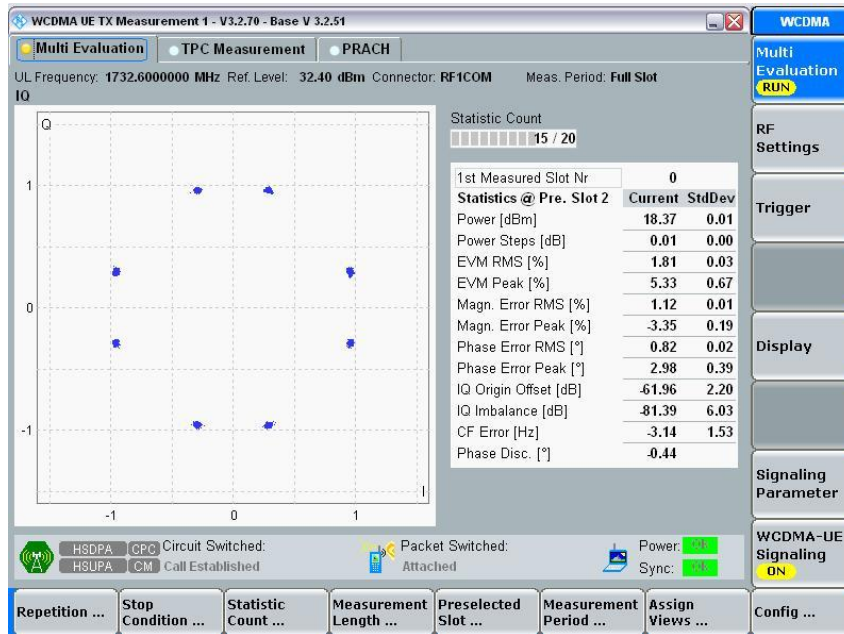 WCDMA UE TX Measurement 1 - V3.2.70 - Base V 3.2.51
WCDMA
Multi Evaluation
TPC Measurement
PRACH
UL Frequency: 1732.6000000 MHz Ref. Level: 32.40 dBm Connector: RF1COM Meas. Period: Full Slot
IQ
Q
1
0
-1
-1 0 1
I
Statistic Count
15 / 20
1st Measured Slot Nr 0
Statistics @ Pre. Slot 2 Current StdDev
Power [dBm] 18.37 0.01
Power Steps [dB] 0.01 0.00
EVM RMS [%] 1.81 0.03
EVM Peak [%] 5.33 0.67
Magn. Error RMS [%] 1.12 0.01
Magn. Error Peak [%] -3.35 0.19
Phase Error RMS [°] 0.82 0.02
Phase Error Peak [°] 2.98 0.39
IQ Origin Offset [dB] -61.96 2.20
IQ Imbalance [dB] -81.39 6.03
CF Error [Hz] -3.14 1.53
Phase Disc. [°] -0.44
HSDPA CPC Circuit Switched:
HSUPA CM Call Established
Packet Switched:
Attached
Power: OK
Sync: OK
Multi
Evaluation
RUN
RF
Settings
Trigger
Display
Signaling
Parameter
WCDMA-UE
Signaling
ON
Repetition ...
Stop
Condition ...
Statistic
Count ...
Measurement
Length ...
Preselected
Slot ...
Measurement
Period ...
Assign
Views ...
Config ...